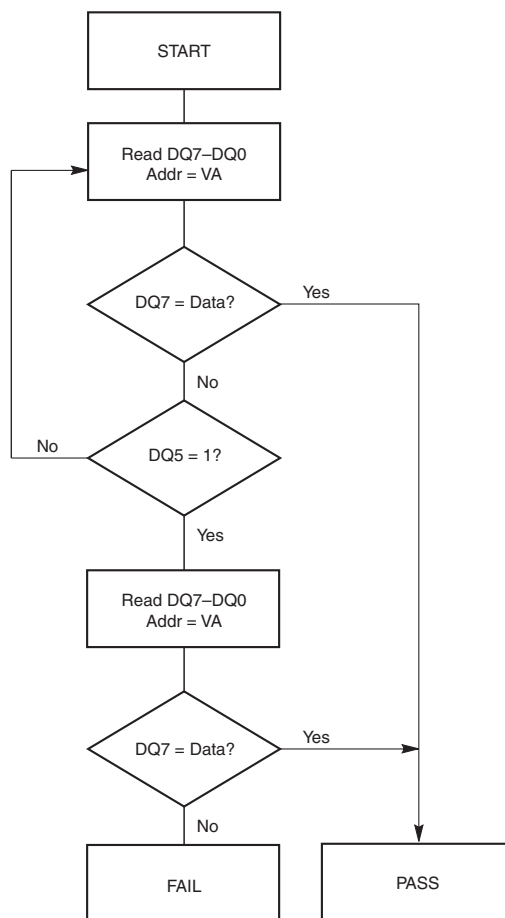 START
Read DQ7–DQ0
Addr = VA
DQ7 = Data?
Yes
No
No
DQ5 = 1?
Yes
Read DQ7–DQ0
Addr = VA
DQ7 = Data?
Yes
No
FAIL
PASS